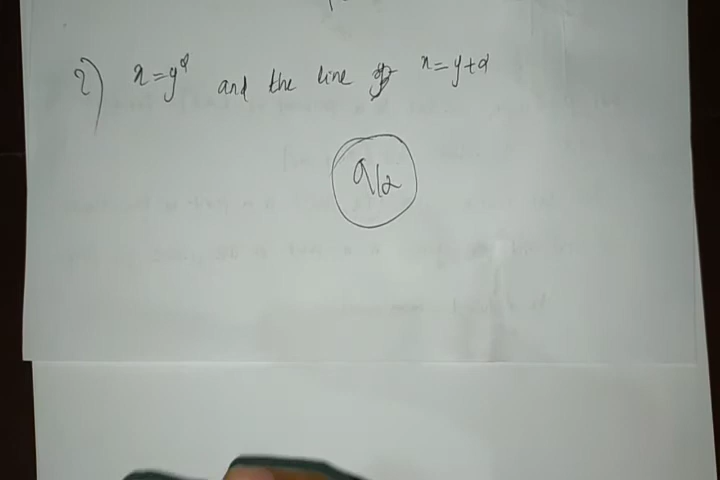 2) x = y² and the line x = y + 2
9/2